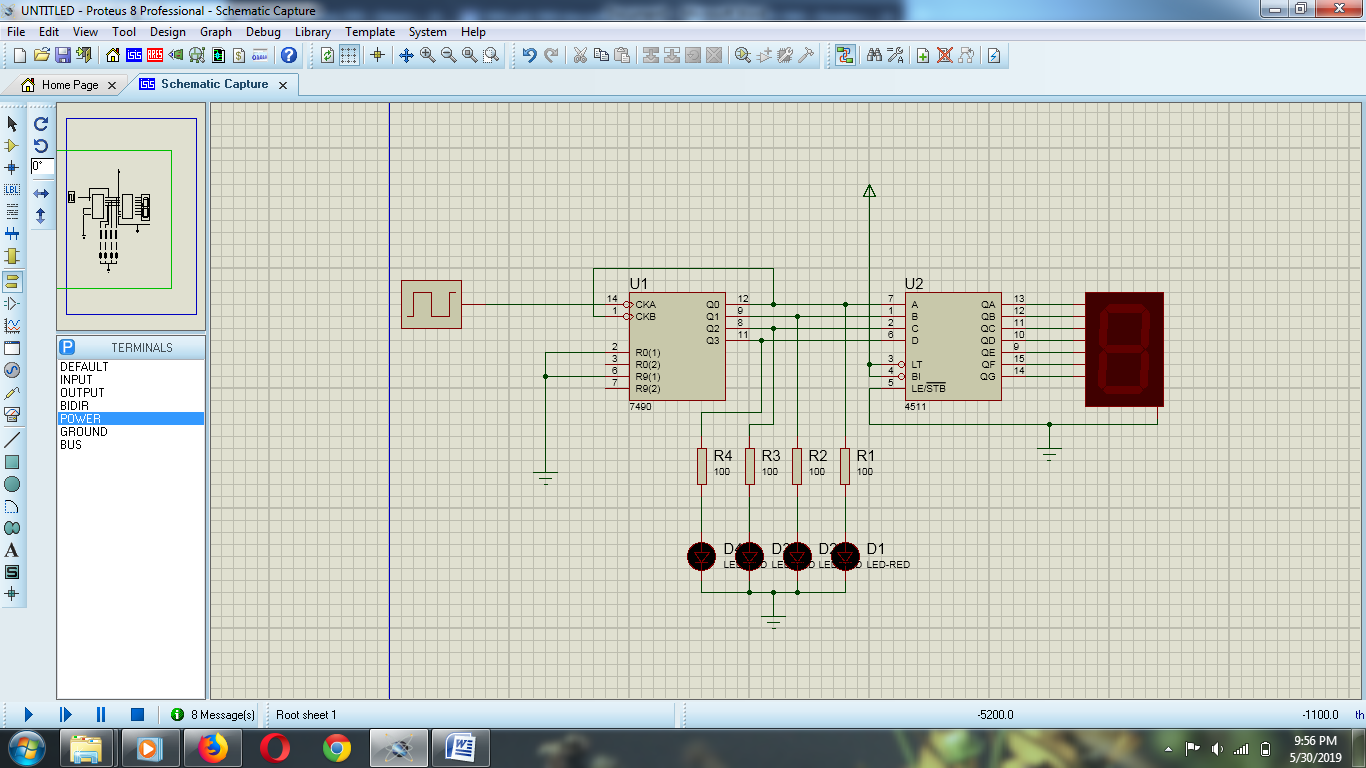 UNTITLED - Proteus 8 Professional - Schematic Capture
File Edit View Tool Design Graph Debug Library Template System Help
Home Page Schematic Capture
0°
LBL
P TERMINALS
DEFAULT
INPUT
OUTPUT
BIDIR
POWER
GROUND
BUS
A
S
U1
14 CKA Q0 12
1 CKB Q1 9
Q2 8
Q3 11
2 R0(1)
3 R0(2)
6 R9(1)
7 R9(2)
7490
U2
7 A QA 13
1 B QB 12
2 C QC 11
6 D QD 10
QE 9
3 LT QF 15
4 BI QG 14
5 LE/STB
4511
R4 R3 R2 R1
100 100 100 100
D1
LED-RED
8 Message(s) Root sheet 1 -5200.0 -1100.0 th
9:56 PM
5/30/2019